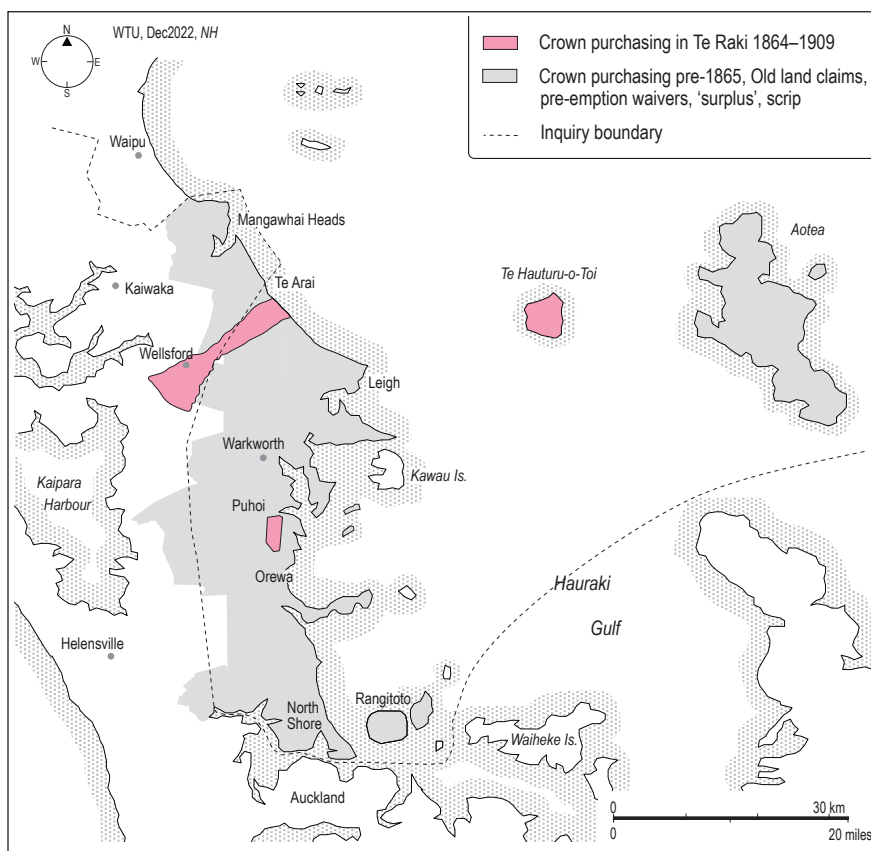 N
W
E
S
WTU, Dec2022, NH
Crown purchasing in Te Raki 1864–1909
Crown purchasing pre-1865, Old land claims,
pre-emption waivers, ‘surplus’, scrip
Inquiry boundary
Waipu
Mangawhai Heads
Aotea
Te Hauturu-o-Toi
Kaiwaka
Te Arai
Wellsford
Leigh
Warkworth
Kawau Is.
Kaipara
Harbour
Puhoi
Orewa
Hauraki
Gulf
Helensville
North
Shore
Rangitoto
Waiheke Is.
Auckland
0 30 km
0 20 miles